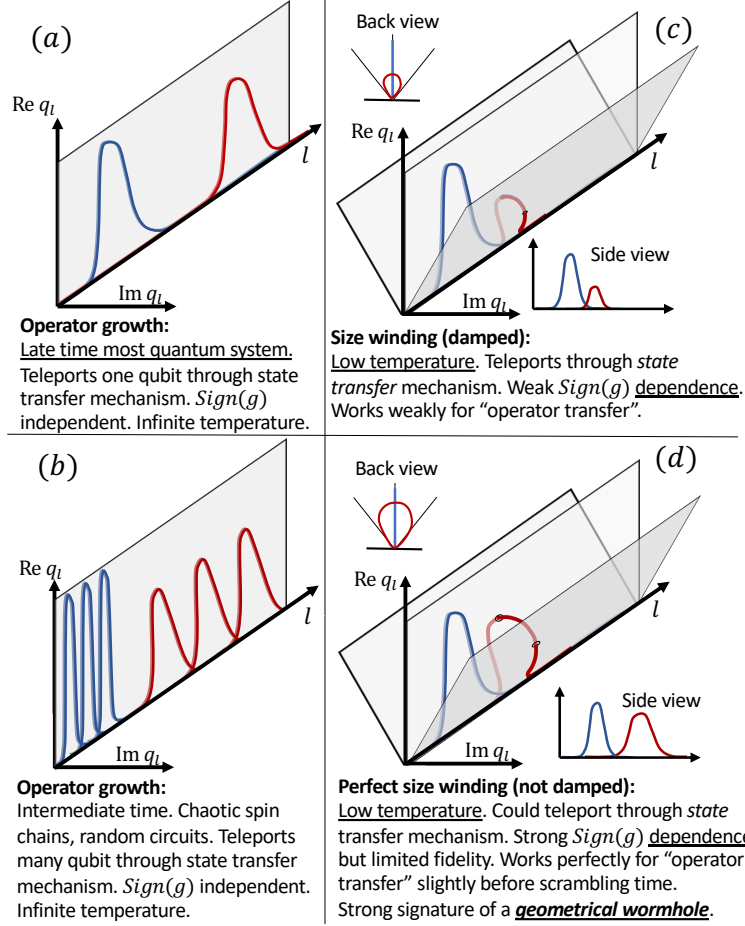 (a)
Re q_l
l
Im q_l
Operator growth:
Late time most quantum system.
Teleports one qubit through state
transfer mechanism. Sign(g)
independent. Infinite temperature.
Back view
(c)
Re q_l
l
Side view
Im q_l
Size winding (damped):
Low temperature. Teleports through state
transfer mechanism. Weak Sign(g) dependence.
Works weakly for “operator transfer”.
(b)
Re q_l
l
Im q_l
Operator growth:
Intermediate time. Chaotic spin
chains, random circuits. Teleports
many qubit through state transfer
mechanism. Sign(g) independent.
Infinite temperature.
Back view
(d)
Re q_l
l
Side view
Im q_l
Perfect size winding (not damped):
Low temperature. Could teleport through state
transfer mechanism. Strong Sign(g) dependence
but limited fidelity. Works perfectly for “operator
transfer” slightly before scrambling time.
Strong signature of a geometrical wormhole.